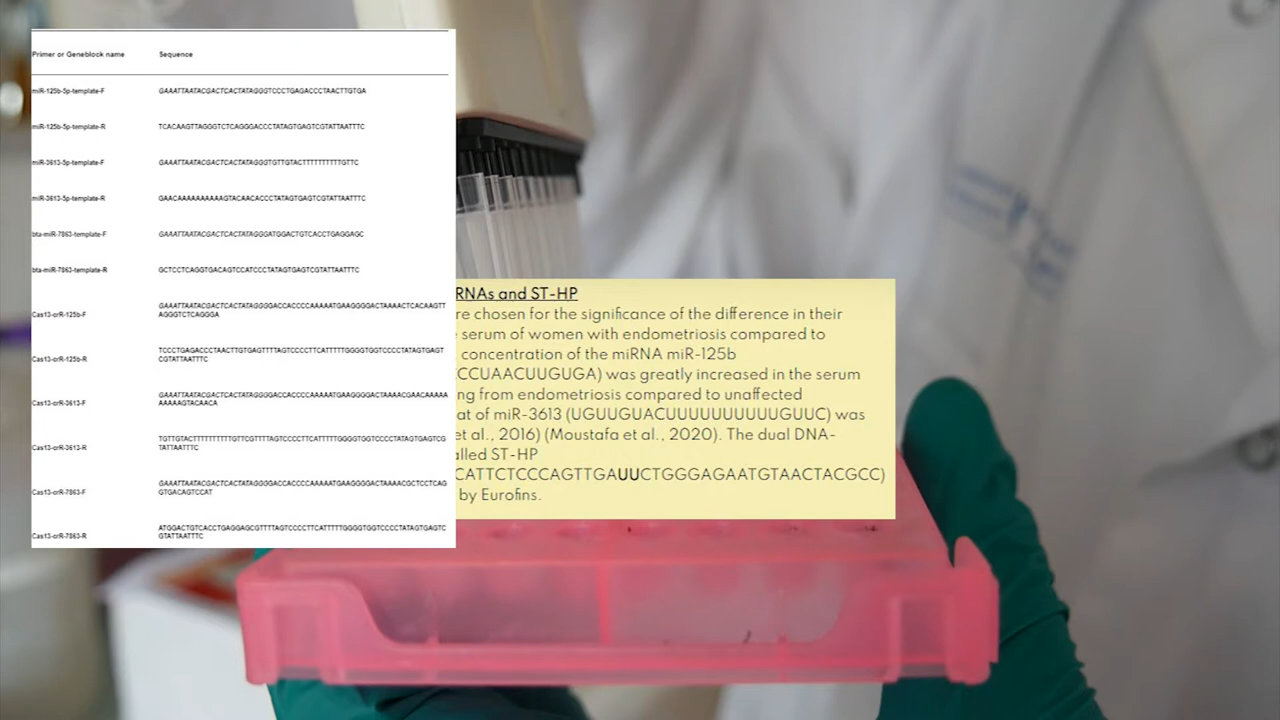 Primer or Geneblock name Sequence
miR-125b-5p-template-F GAAATTAATACGACTCACTATAGGGTCCCTGAGACCCTAACTTGTGA
miR-125b-5p-template-R TCACAAGTTAGGGTCTCAGGGACCCTATAGTGAGTCGTATTAATTTC
miR-3613-5p-template-F GAAATTAATACGACTCACTATAGGGTGTTGTACTTTTTTTTTTGTTC
miR-3613-5p-template-R GAACAAAAAAAAAAGTACAACACCCTATAGTGAGTCGTATTAATTTC
bta-miR-7863-template-F GAAATTAATACGACTCACTATAGGGATGGACTGTCACCTGAGGAGC
bta-miR-7863-template-R GCTCCTCAGGTGACAGTCCATCCCTATAGTGAGTCGTATTAATTTC
GAAATTAATACGACTCACTATAGGGGACCACCCCAAAAATGAAGGGGACTAAAACTCACAAGTT
Cas13-crR-125b-F AGGGTCTCAGGGA
TCCCTGAGACCCTAACTTGTGAGTTTTAGTCCCCTTCATTTTTGGGGTGGTCCCCTATAGTGAGT
Cas13-crR-125b-R CGTATTAATTTC
GAAATTAATACGACTCACTATAGGGGACCACCCCAAAAATGAAGGGGACTAAAACGAACAAAAA
Cas13-crR-3613-F AAAAAGTACAACA
TGTTGTACTTTTTTTTTTGTTCGTTTTAGTCCCCTTCATTTTTGGGGTGGTCCCCTATAGTGAGTCG
Cas13-crR-3613-R TATTAATTTC
GAAATTAATACGACTCACTATAGGGGACCACCCCAAAAATGAAGGGGACTAAAACGCTCCTCAG
Cas13-crR-7863-F GTGACAGTCCAT
ATGGACTGTCACCTGAGGAGCGTTTTAGTCCCCTTCATTTTTGGGGTGGTCCCCTATAGTGAGTC
Cas13-crR-7863-R GTATTAATTTC
RNAs and ST-HP
re chosen for the significance of the difference in their
serum of women with endometriosis compared to
concentration of the miRNA miR-125b
CCUAACUUGUGA) was greatly increased in the serum
ng from endometriosis compared to unaffected
at of miR-3613 (UGUUGUACUUUUUUUUUUGUUC) was
et al., 2016) (Moustafa et al., 2020). The dual DNA-
alled ST-HP
CATTCTCCCAGTTGAUUCTGGGAGAATGTAACTACGCC)
by Eurofins.